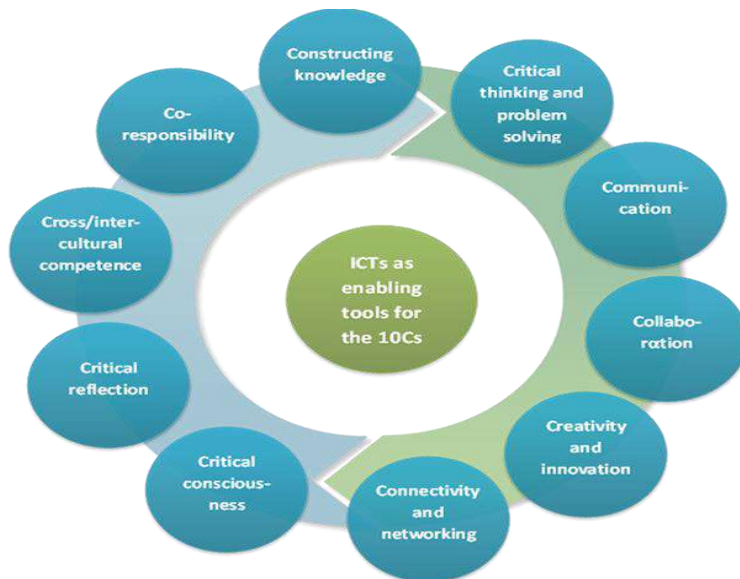 Constructing
knowledge
Critical
thinking and
problem
solving
Communi-
cation
Collabo-
rαtion
Creativity and
innovation
Connectivity
and
networking
Critical
conscious-
ness
Critical
reflection
Cross/inter-
cultural
competence
Co-
responsibility
ICTs as
enabling
tools for
the 10Cs